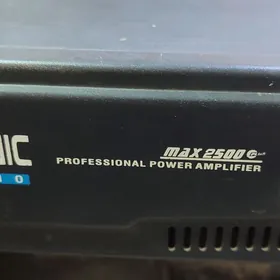 MAX 2500
PROFESSIONAL POWER AMPLIFIER